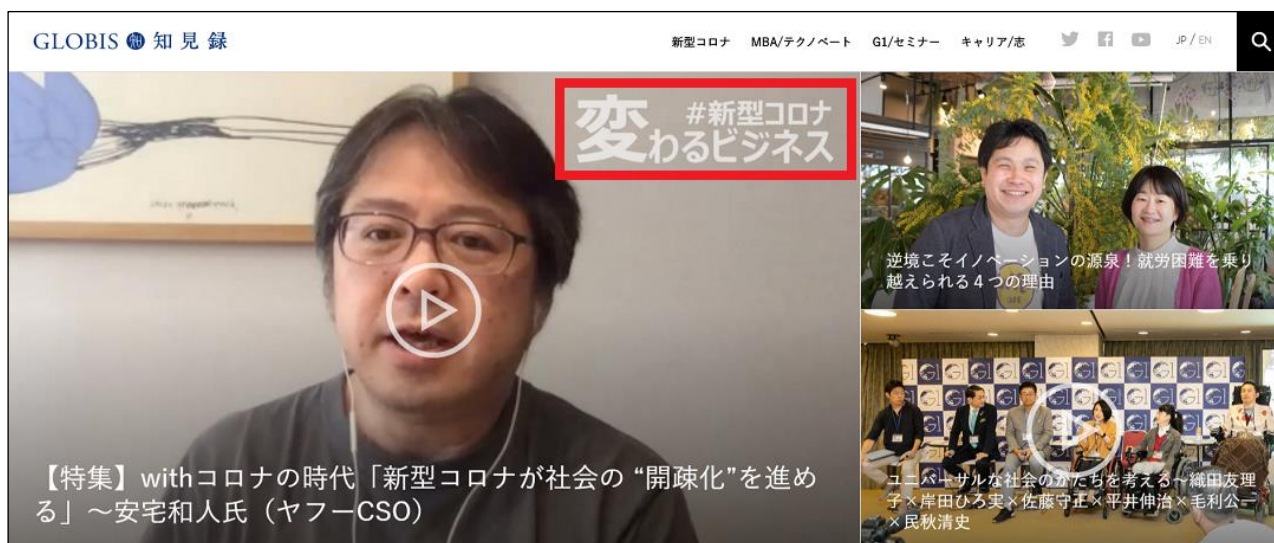 GLOBIS 知見録
新型コロナ MBA/テクノベート G1/セミナー キャリア/志 JP / EN
#新型コロナ
変わるビジネス
【特集】withコロナの時代「新型コロナが社会の “開疎化”を進め
る」〜安宅和人氏（ヤフーCSO）
逆境こそイノベーションの源泉！就労困難を乗り
越えられる４つの理由
G1 G1 G1 G1 G1 G1
ユニバーサルな社会のかたちを考える〜織田友理
子×岸田ひろ実×佐藤守正×平井伸治×毛利公一
×民秋清史